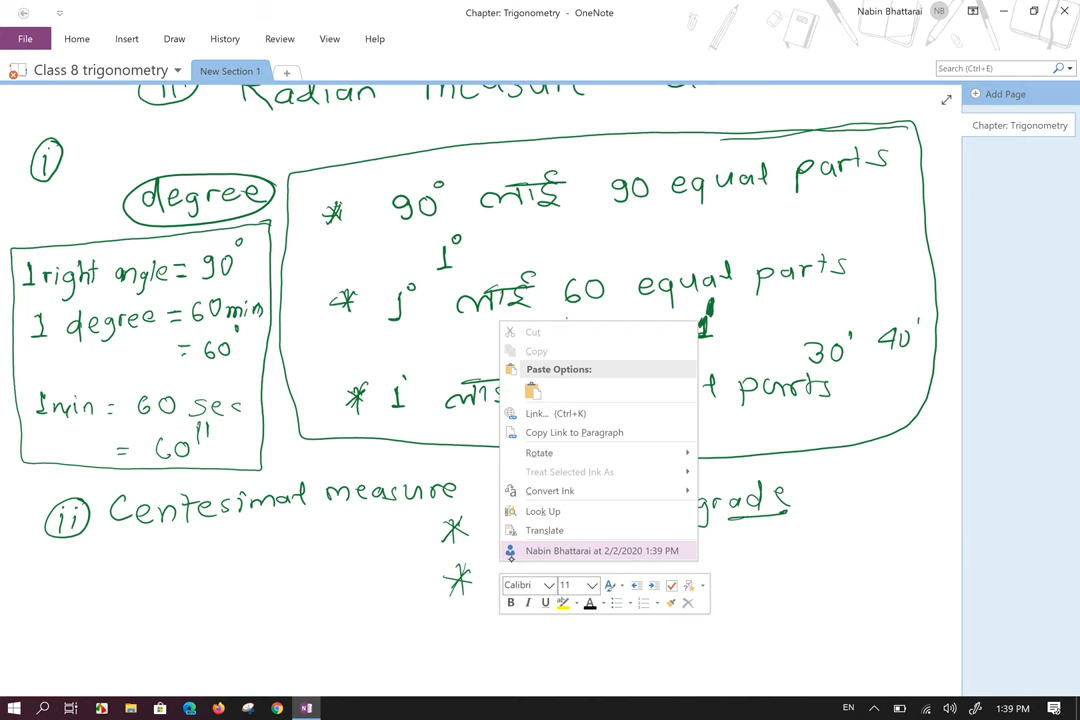 Chapter: Trigonometry - OneNote
Nabin Bhattarai NB
File Home Insert Draw History Review View Help
Class 8 trigonometry New Section 1
Search (Ctrl+E)
Add Page
Chapter: Trigonometry
iii Radian measure
i
degree
* 90° लाई 90 equal parts
1°
* 1° लाई 60 equal parts
1'
30' 40'
* 1' लाई parts
1 right angle = 90°
1 degree = 60 min
= 60'
1 min = 60 sec
= 60"
ii Centesimal measure grade
*
*
Cut
Copy
Paste Options:
Link... (Ctrl+K)
Copy Link to Paragraph
Rotate
Treat Selected Ink As
Convert Ink
Look Up
Translate
Nabin Bhattarai at 2/2/2020 1:39 PM
Calibri 11
B I U ab A
EN 1:39 PM